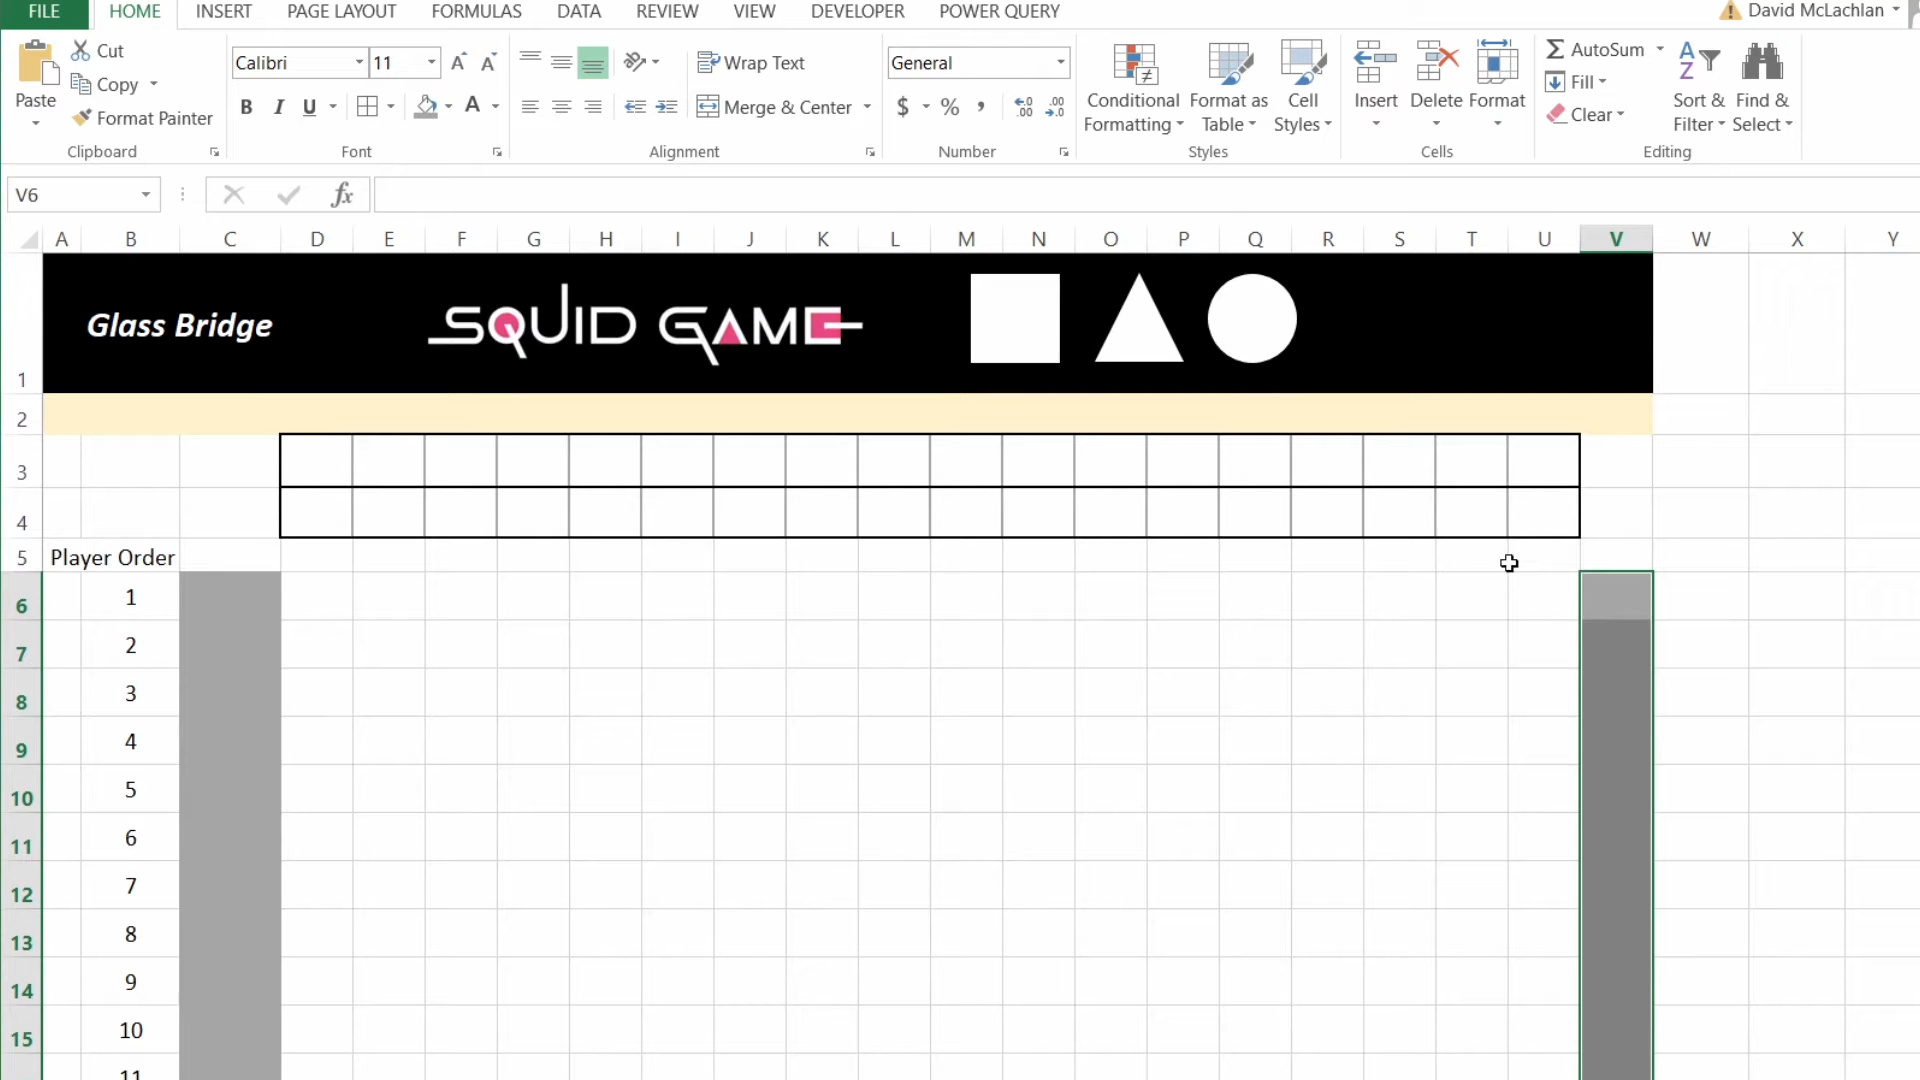 FILE HOME INSERT PAGE LAYOUT FORMULAS DATA REVIEW VIEW DEVELOPER POWER QUERY David McLachlan
Cut Calibri 11 Wrap Text General AutoSum
Copy Fill
Paste B I U A Merge & Center $ % , .00 .0 Conditional Format as Cell Insert Delete Format Sort & Find &
Format Painter Formatting Table Styles Clear Filter Select
Clipboard Font Alignment Number Styles Cells Editing
V6 fx
A B C D E F G H I J K L M N O P Q R S T U V W X Y
1 Glass Bridge SQUID GAME
2
3
4
5 Player Order
6 1
7 2
8 3
9 4
10 5
11 6
12 7
13 8
14 9
15 10
11